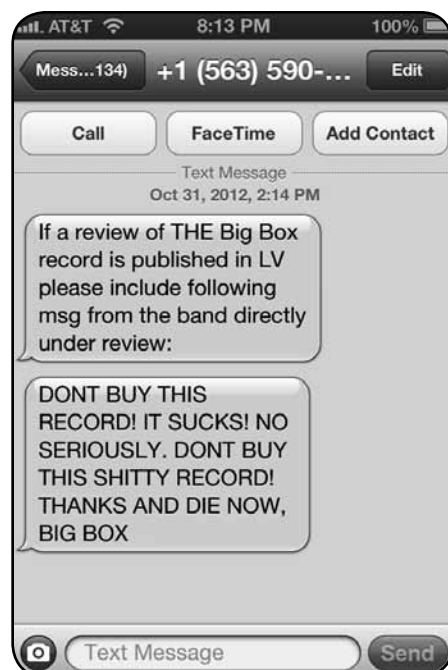 AT&T 8:13 PM 100%
Mess...134) +1 (563) 590-... Edit
Call FaceTime Add Contact
Text Message
Oct 31, 2012, 2:14 PM
If a review of THE Big Box
record is published in LV
please include following
msg from the band directly
under review:
DONT BUY THIS
RECORD! IT SUCKS! NO
SERIOUSLY. DONT BUY
THIS SHITTY RECORD!
THANKS AND DIE NOW,
BIG BOX
Text Message Send